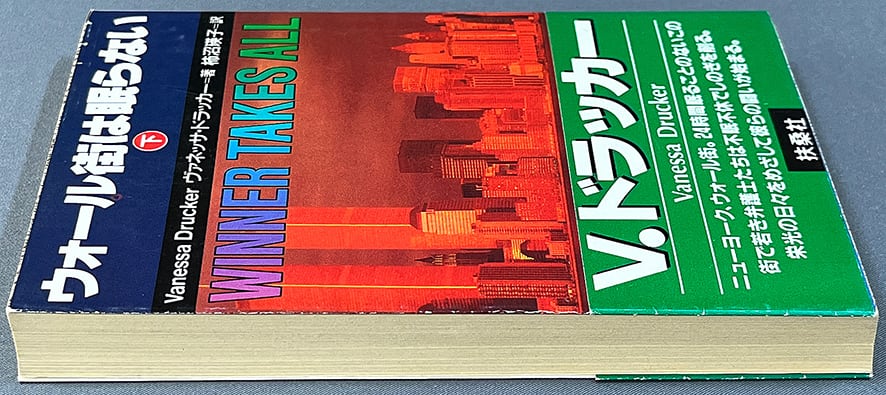 ウォール街は眠らない 下
Vanessa Drucker ヴァネッサ・ドラッカー=著 柿沼瑛子=訳
WINNER TAKES ALL
V.ドラッカー
Vanessa Drucker
ニューヨーク、ウォール街。24時間眠ることのないこの
街で若き弁護士たちは不眠不休でしのぎを削る。
栄光の日々をめざして彼らの闘いが始まる。
扶桑社